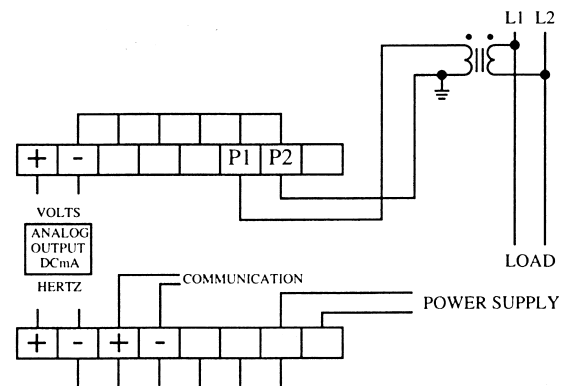 L1 L2
+ - P1 P2
VOLTS
ANALOG
OUTPUT
DCmA
HERTZ
COMMUNICATION
LOAD
POWER SUPPLY
+ - + -